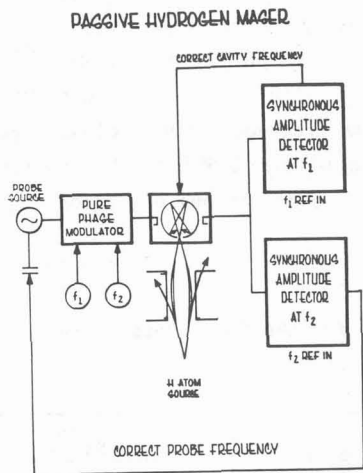 PASSIVE HYDROGEN MASER
CORRECT CAVITY FREQUENCY
SYNCHRONOUS
AMPLITUDE
DETECTOR
AT f1
f1 REF IN
PROBE
SOURCE
PURE
PHASE
MODULATOR
f1
f2
SYNCHRONOUS
AMPLITUDE
DETECTOR
AT f2
f2 REF IN
H ATOM
SOURCE
CORRECT PROBE FREQUENCY